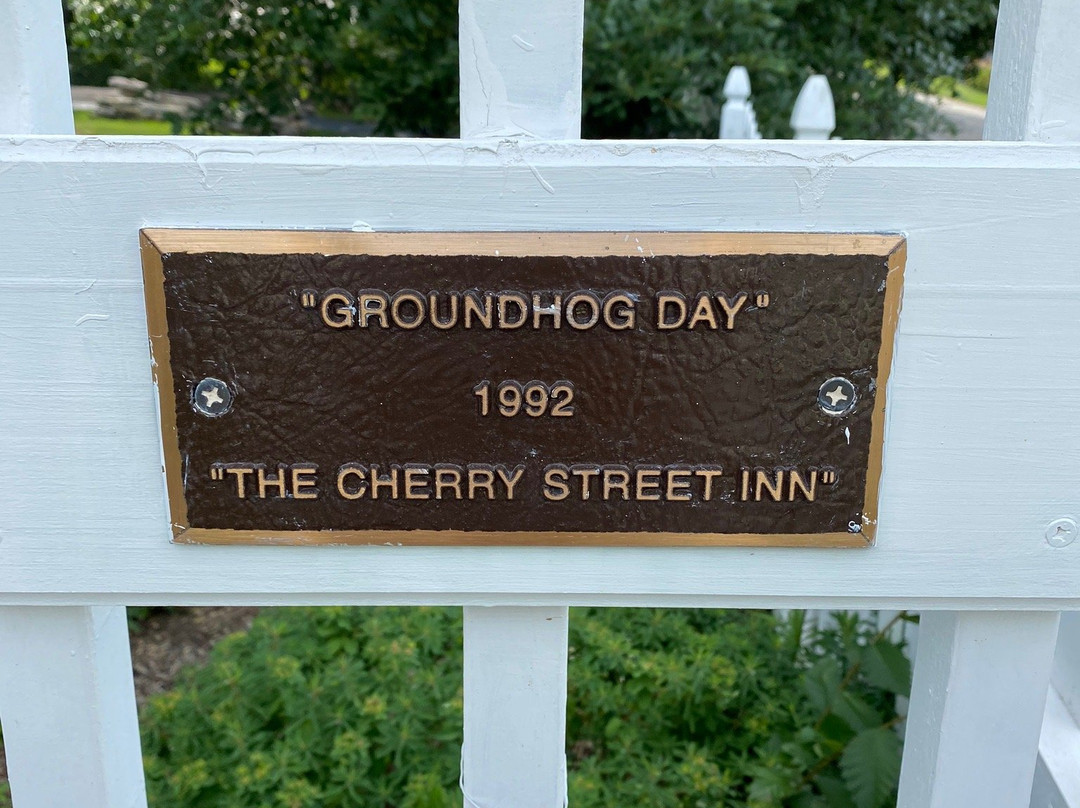 "GROUNDHOG DAY"
1992
"THE CHERRY STREET INN"